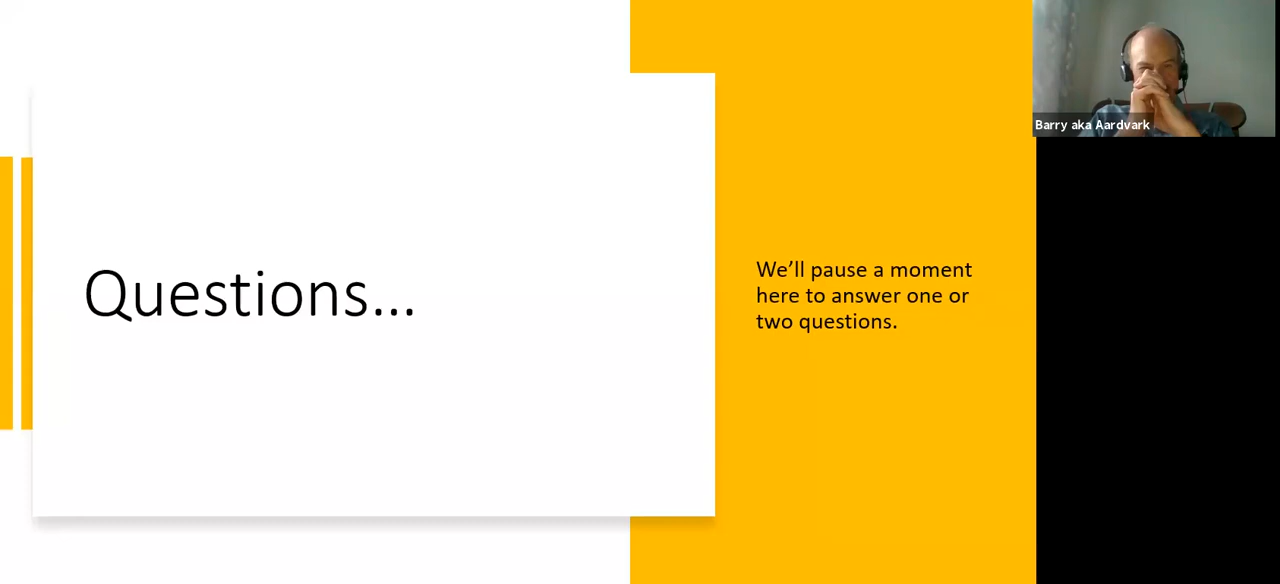 Questions...
We’ll pause a moment
here to answer one or
two questions.
Barry aka Aardvark